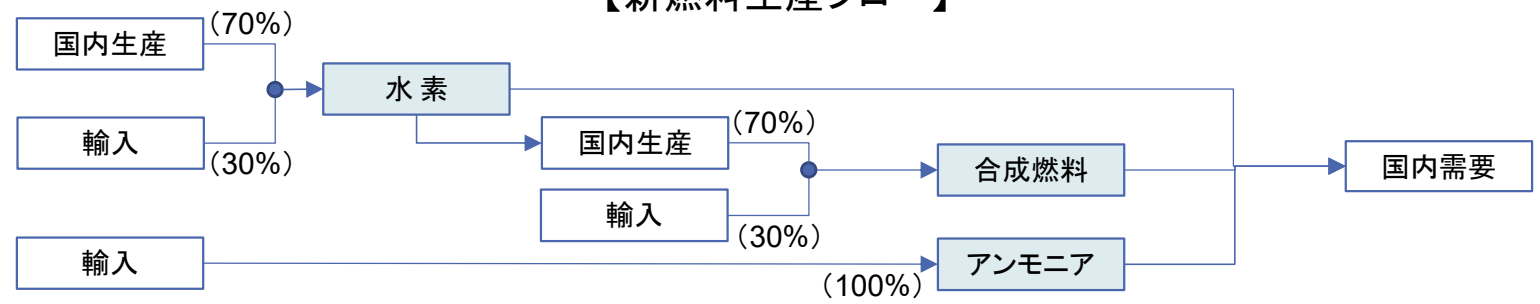 国内生産
(70%)
水 素
輸入
(30%)
国内生産
(70%)
合成燃料
国内需要
輸入
(30%)
輸入
(100%)
アンモニア